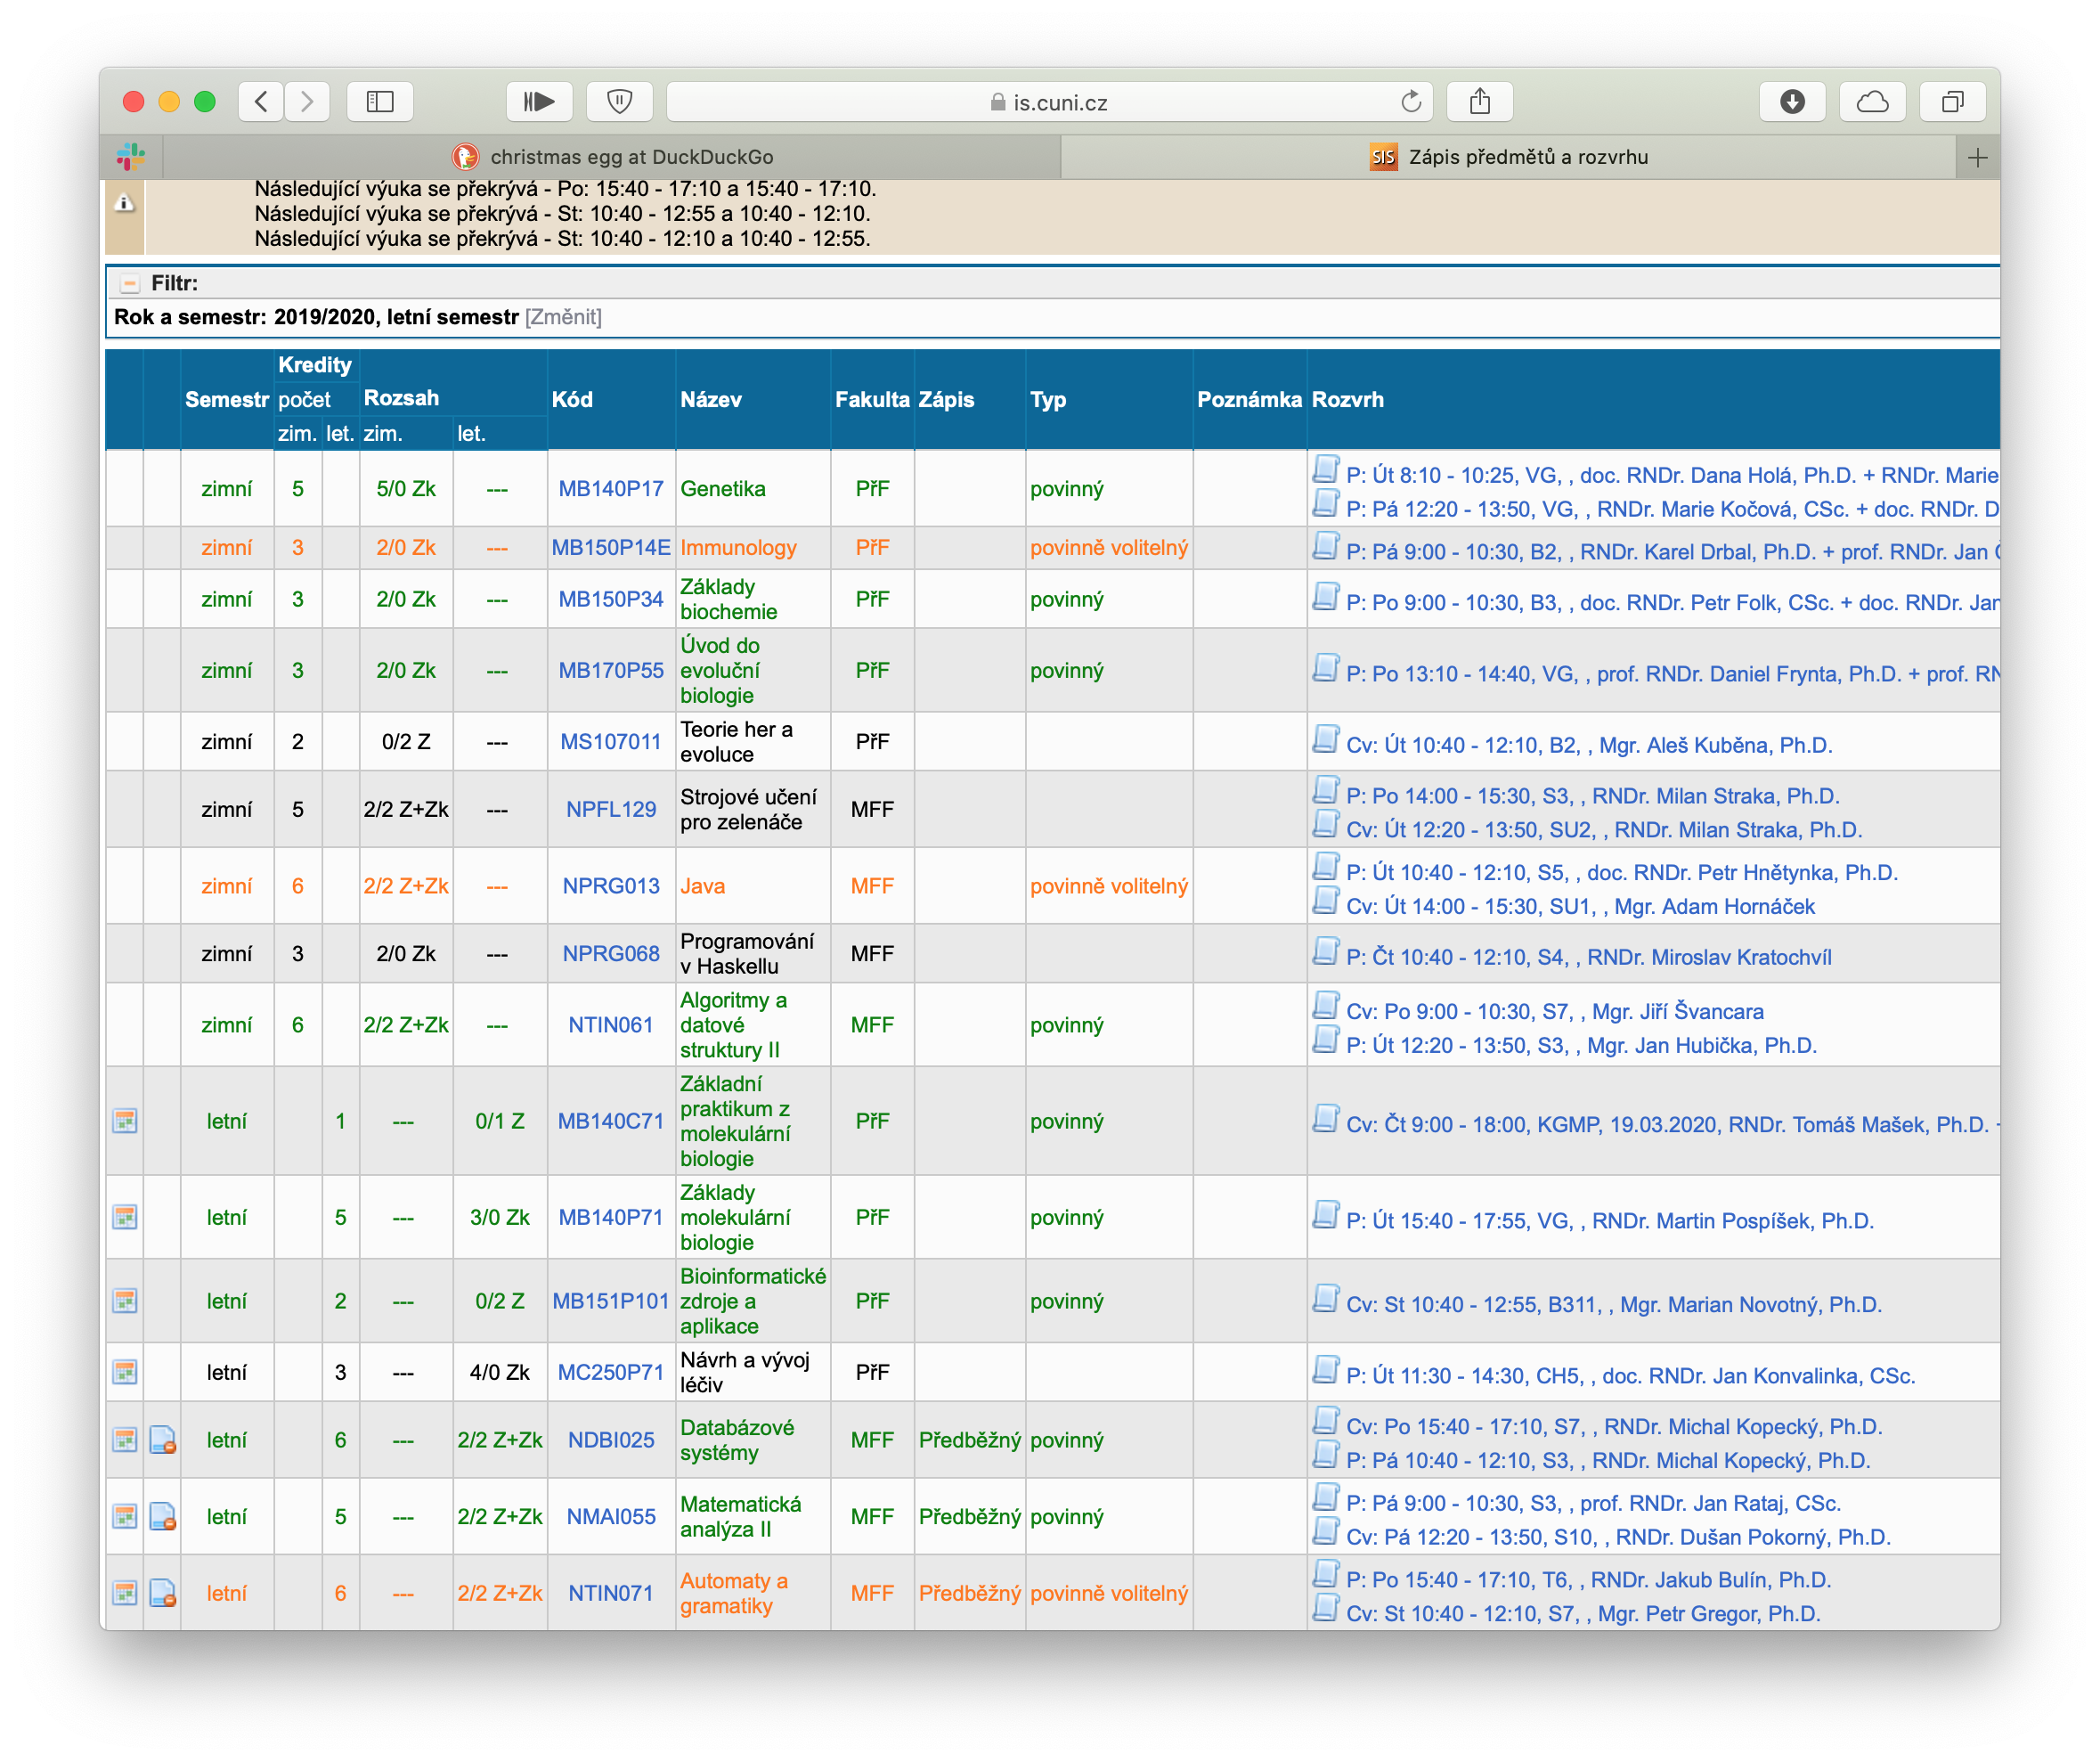 is.cuni.cz
christmas egg at DuckDuckGo
SIS Zápis předmětů a rozvrhu
Následující výuka se překrývá - Po: 15:40 - 17:10 a 15:40 - 17:10.
Následující výuka se překrývá - St: 10:40 - 12:55 a 10:40 - 12:10.
Následující výuka se překrývá - St: 10:40 - 12:10 a 10:40 - 12:55.
Filtr:
Rok a semestr: 2019/2020, letní semestr [Změnit]
Kredity
Semestr počet Rozsah Kód Název Fakulta Zápis Typ Poznámka Rozvrh
zim. let. zim. let.
zimní 5 5/0 Zk --- MB140P17 Genetika PřF povinný
P: Út 8:10 - 10:25, VG, , doc. RNDr. Dana Holá, Ph.D. + RNDr. Marie
P: Pá 12:20 - 13:50, VG, , RNDr. Marie Kočová, CSc. + doc. RNDr. D
zimní 3 2/0 Zk --- MB150P14E Immunology PřF povinně volitelný P: Pá 9:00 - 10:30, B2, , RNDr. Karel Drbal, Ph.D. + prof. RNDr. Jan
zimní 3 2/0 Zk --- MB150P34 Základy
biochemie PřF povinný P: Po 9:00 - 10:30, B3, , doc. RNDr. Petr Folk, CSc. + doc. RNDr. Jan
zimní 3 2/0 Zk --- MB170P55 Úvod do
evoluční
biologie PřF povinný P: Po 13:10 - 14:40, VG, , prof. RNDr. Daniel Frynta, Ph.D. + prof. RN
zimní 2 0/2 Z --- MS107011 Teorie her a
evoluce PřF Cv: Út 10:40 - 12:10, B2, , Mgr. Aleš Kuběna, Ph.D.
zimní 5 2/2 Z+Zk --- NPFL129 Strojové učení
pro zelenáče MFF
P: Po 14:00 - 15:30, S3, , RNDr. Milan Straka, Ph.D.
Cv: Út 12:20 - 13:50, SU2, , RNDr. Milan Straka, Ph.D.
zimní 6 2/2 Z+Zk --- NPRG013 Java MFF povinně volitelný
P: Út 10:40 - 12:10, S5, , doc. RNDr. Petr Hnětynka, Ph.D.
Cv: Út 14:00 - 15:30, SU1, , Mgr. Adam Hornáček
zimní 3 2/0 Zk --- NPRG068 Programování
v Haskellu MFF P: Čt 10:40 - 12:10, S4, , RNDr. Miroslav Kratochvíl
zimní 6 2/2 Z+Zk --- NTIN061 Algoritmy a
datové
struktury II MFF povinný
Cv: Po 9:00 - 10:30, S7, , Mgr. Jiří Švancara
P: Út 12:20 - 13:50, S3, , Mgr. Jan Hubička, Ph.D.
letní 1 --- 0/1 Z MB140C71 Základní
praktikum z
molekulární
biologie PřF povinný Cv: Čt 9:00 - 18:00, KGMP, 19.03.2020, RNDr. Tomáš Mašek, Ph.D.
letní 5 --- 3/0 Zk MB140P71 Základy
molekulární
biologie PřF povinný P: Út 15:40 - 17:55, VG, , RNDr. Martin Pospíšek, Ph.D.
letní 2 --- 0/2 Z MB151P101 Bioinformatické
zdroje a
aplikace PřF povinný Cv: St 10:40 - 12:55, B311, , Mgr. Marian Novotný, Ph.D.
letní 3 --- 4/0 Zk MC250P71 Návrh a vývoj
léčiv PřF P: Út 11:30 - 14:30, CH5, , doc. RNDr. Jan Konvalinka, CSc.
letní 6 --- 2/2 Z+Zk NDBI025 Databázové
systémy MFF Předběžný povinný
Cv: Po 15:40 - 17:10, S7, , RNDr. Michal Kopecký, Ph.D.
P: Pá 10:40 - 12:10, S3, , RNDr. Michal Kopecký, Ph.D.
letní 5 --- 2/2 Z+Zk NMAI055 Matematická
analýza II MFF Předběžný povinný
P: Pá 9:00 - 10:30, S3, , prof. RNDr. Jan Rataj, CSc.
Cv: Pá 12:20 - 13:50, S10, , RNDr. Dušan Pokorný, Ph.D.
letní 6 --- 2/2 Z+Zk NTIN071 Automaty a
gramatiky MFF Předběžný povinně volitelný
P: Po 15:40 - 17:10, T6, , RNDr. Jakub Bulín, Ph.D.
Cv: St 10:40 - 12:10, S7, , Mgr. Petr Gregor, Ph.D.